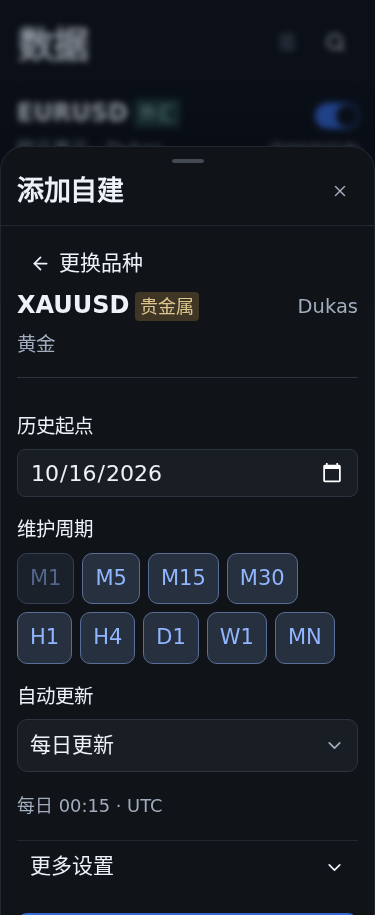 数据
EURUSD 外汇
添加自建
更换品种
XAUUSD 贵金属 Dukas
黄金
历史起点
10/16/2026
维护周期
M1 M5 M15 M30
H1 H4 D1 W1 MN
自动更新
每日更新
每日 00:15 · UTC
更多设置